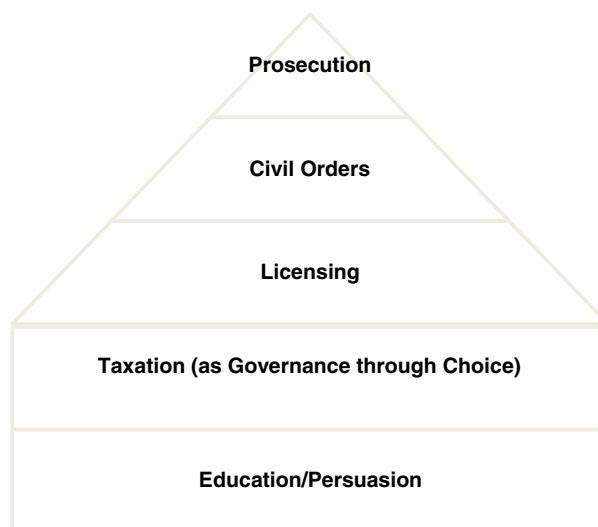 Prosecution
Civil Orders
Licensing
Taxation (as Governance through Choice)
Education/Persuasion